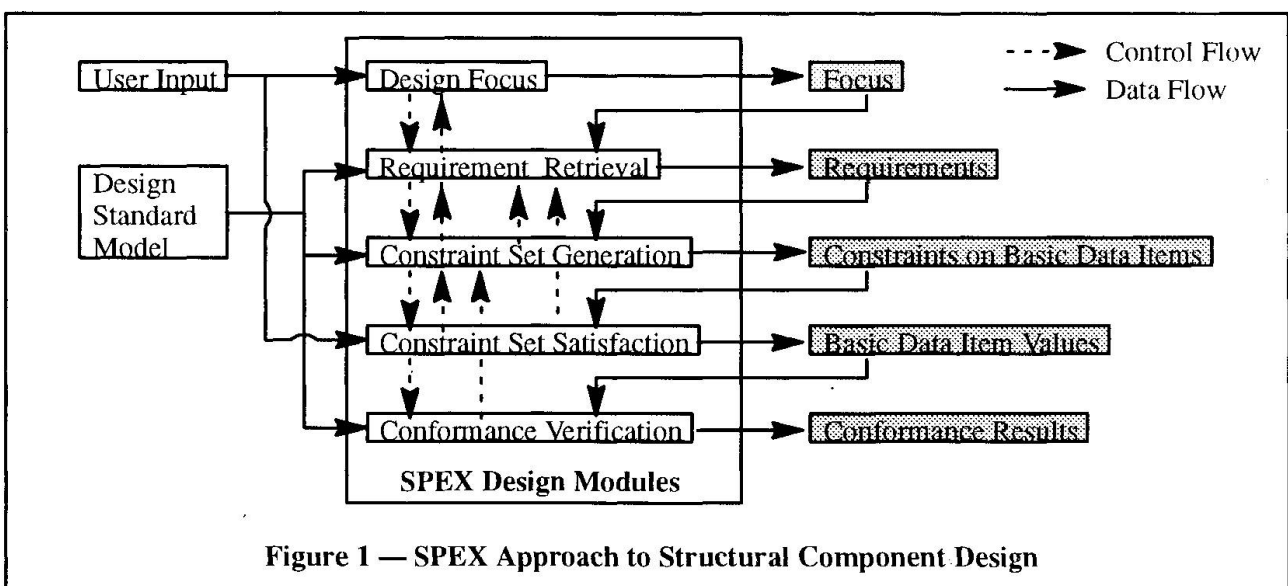 User Input
Design Focus
Focus
Control Flow
Data Flow
Design
Standard
Model
Requirement Retrieval
Requirements
Constraint Set Generation
Constraints on Basic Data Items
Constraint Set Satisfaction
Basic Data Item Values
Conformance Verification
Conformance Results
SPEX Design Modules
Figure 1 — SPEX Approach to Structural Component Design